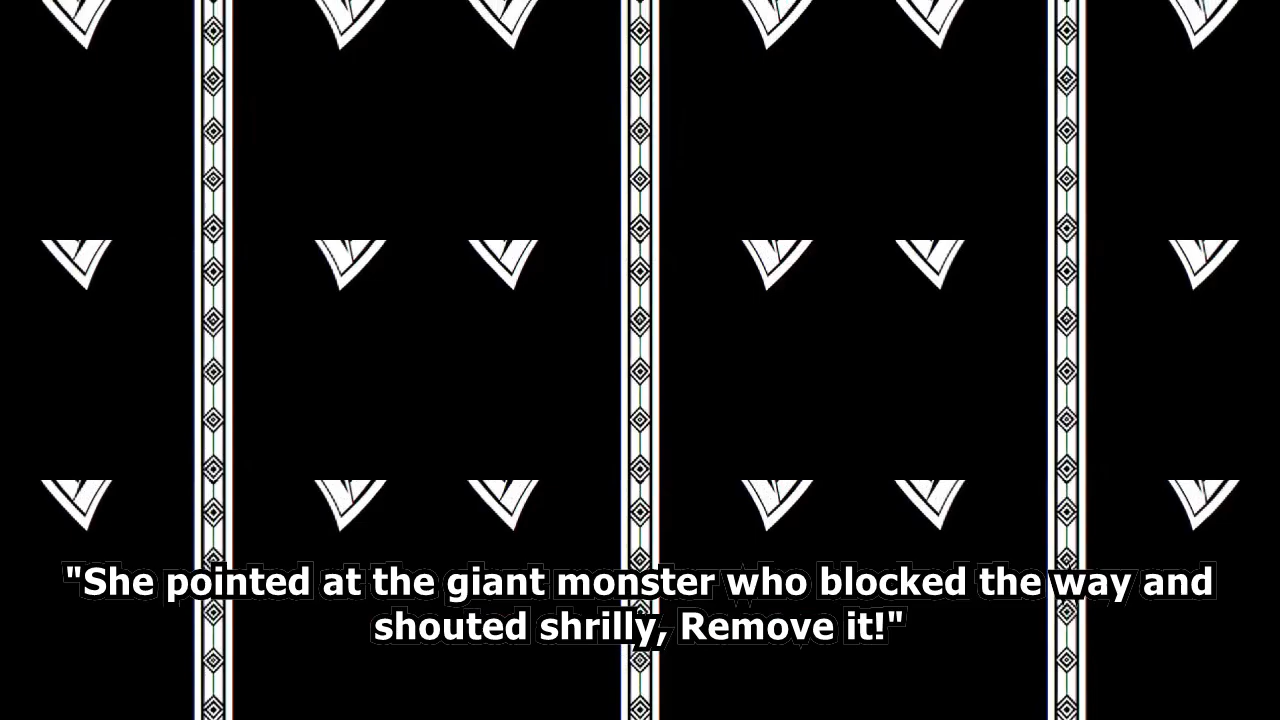 "She pointed at the giant monster who blocked the way and
shouted shrilly, Remove it!"